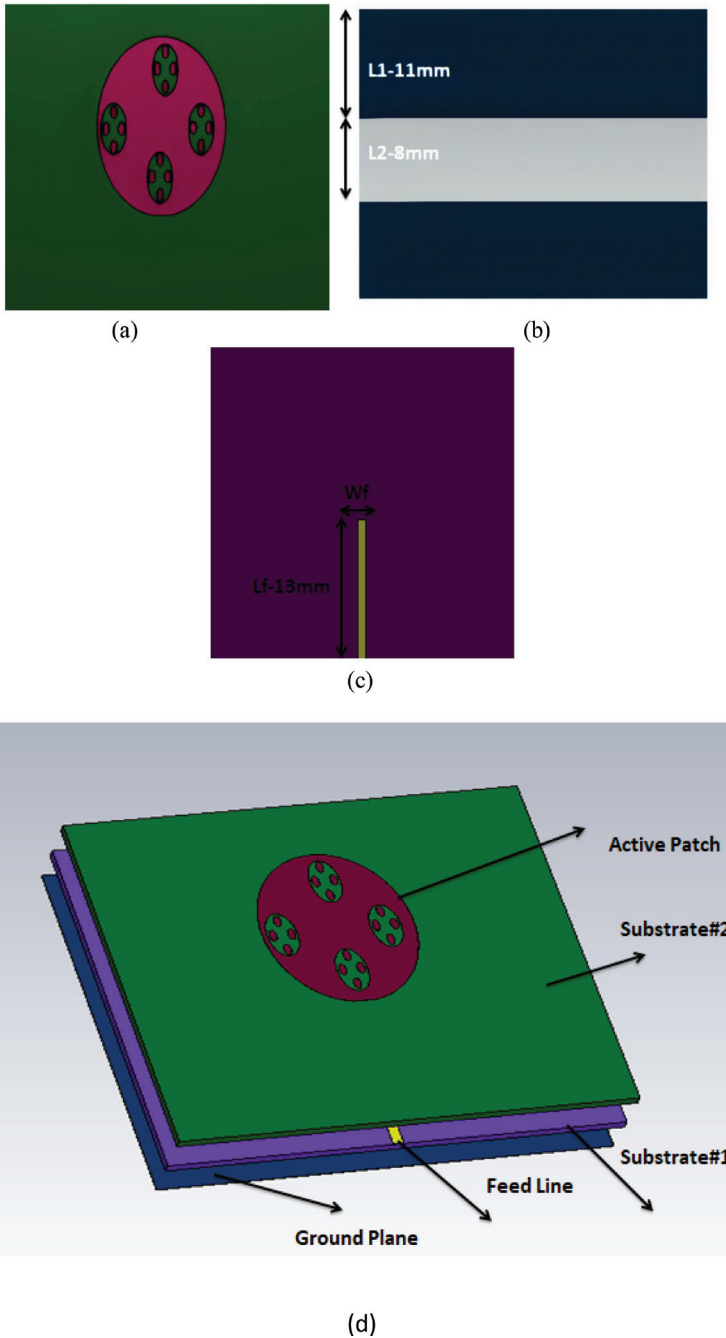 L1-11mm
L2-8mm
(a)
(b)
Wf
Lf-13mm
(c)
Active Patch
Substrate#2
Substrate#1
Feed Line
Ground Plane
(d)